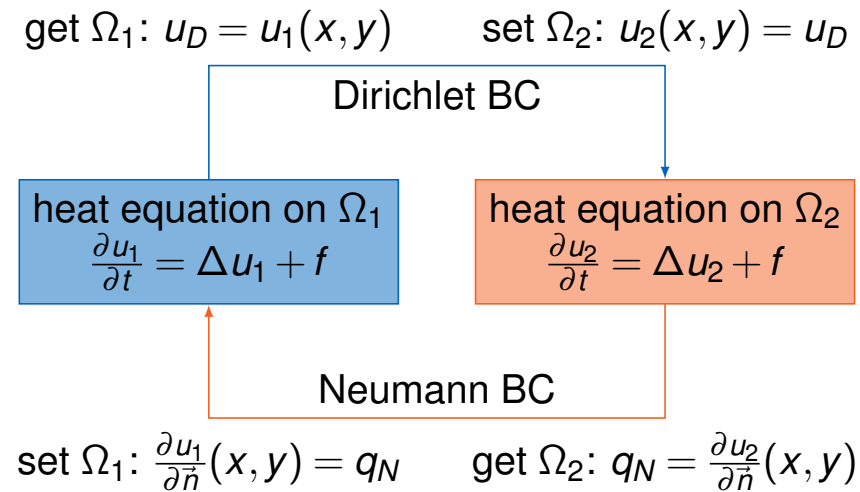 get Ω₁: u_D = u₁(x, y)
set Ω₂: u₂(x, y) = u_D
Dirichlet BC
heat equation on Ω₁
∂u₁/∂t = Δu₁ + f
heat equation on Ω₂
∂u₂/∂t = Δu₂ + f
Neumann BC
set Ω₁: ∂u₁/∂n⃗(x, y) = q_N
get Ω₂: q_N = ∂u₂/∂n⃗(x, y)